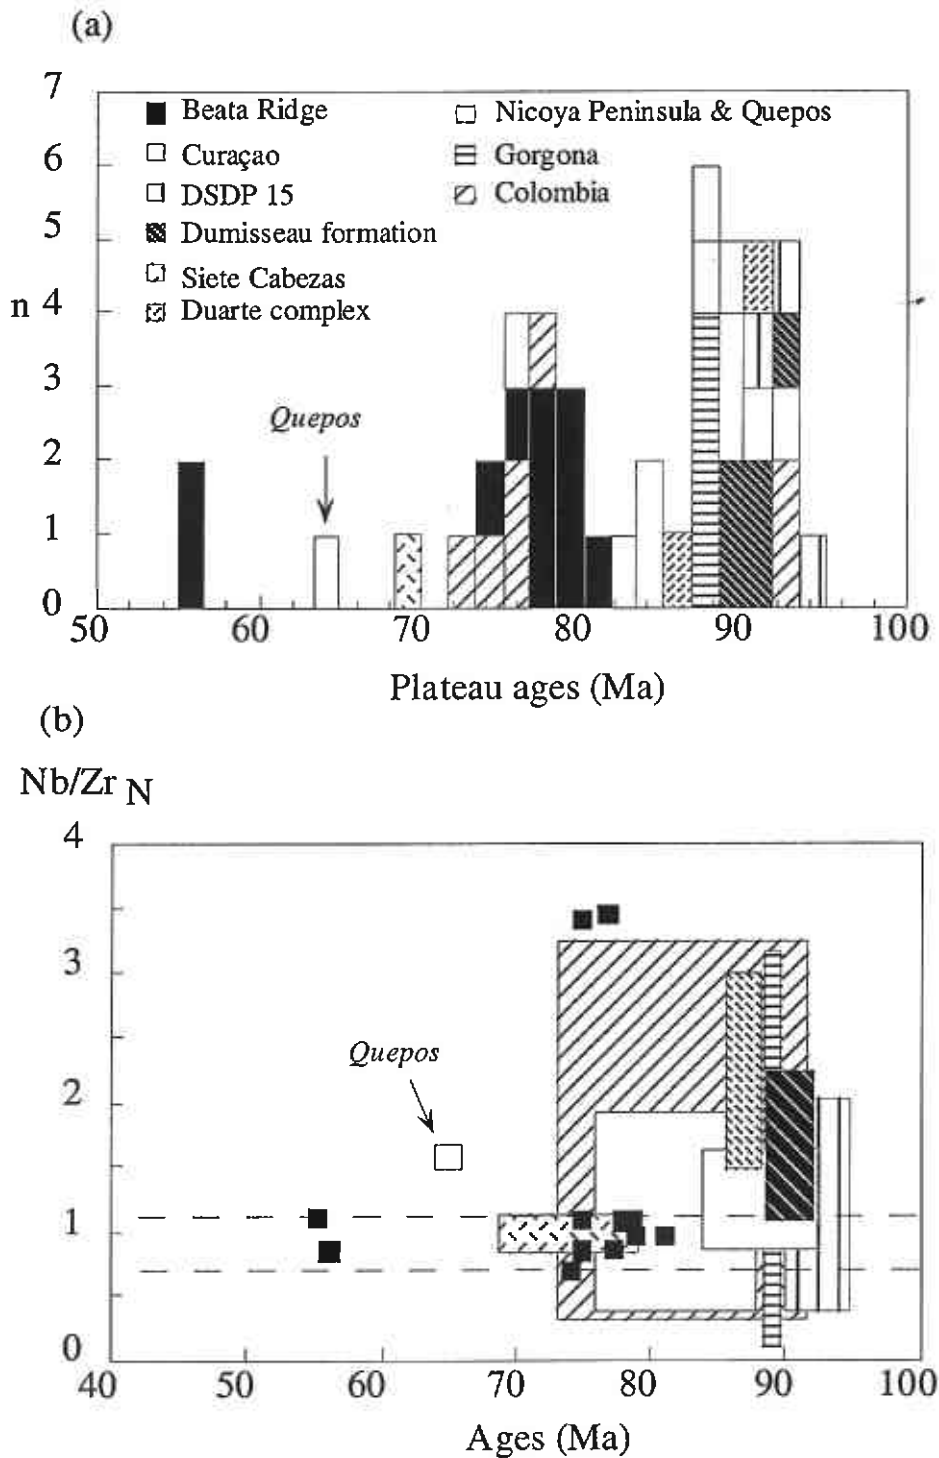 (a)
7
6
5
n 4
3
2
1
0
Beata Ridge
Curaçao
DSDP 15
Dumisseau formation
Siete Cabezas
Duarte complex
Nicoya Peninsula & Quepos
Gorgona
Colombia
Quepos
50 60 70 80 90 100
Plateau ages (Ma)
(b)
Nb/Zr N
4
3
2
1
0
Quepos
40 50 60 70 80 90 100
Ages (Ma)